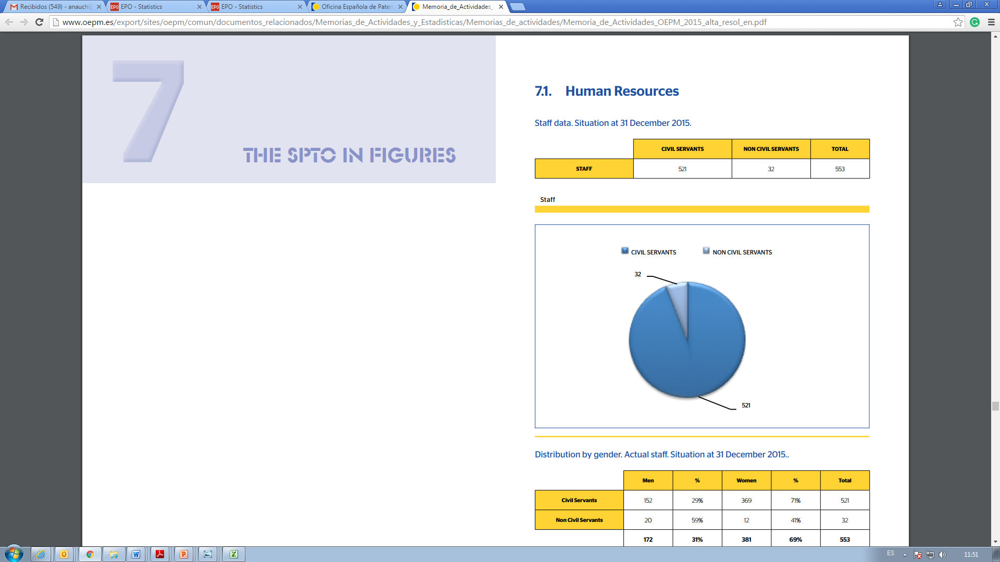 Recibidos (549) - anauch@
EPO - Statistics
EPO - Statistics
Oficina Española de Paten
Memoria_de_Actividades_
www.oepm.es/export/sites/oepm/comun/documentos_relacionados/Memorias_de_Actividades_y_Estadisticas/Memorias_de_actividades/Memoria_de_Actividades_OEPM_2015_alta_resol_en.pdf
7
THE SPTO IN FIGURES
7.1. Human Resources
Staff data. Situation at 31 December 2015.
CIVIL SERVANTS NON CIVIL SERVANTS TOTAL
STAFF 521 32 553
Staff
CIVIL SERVANTS NON CIVIL SERVANTS
32
521
Distribution by gender. Actual staff. Situation at 31 December 2015..
Men % Women % Total
Civil Servants 152 29% 369 71% 521
Non Civil Servants 20 59% 12 41% 32
172 31% 381 69% 553
ES 11:51